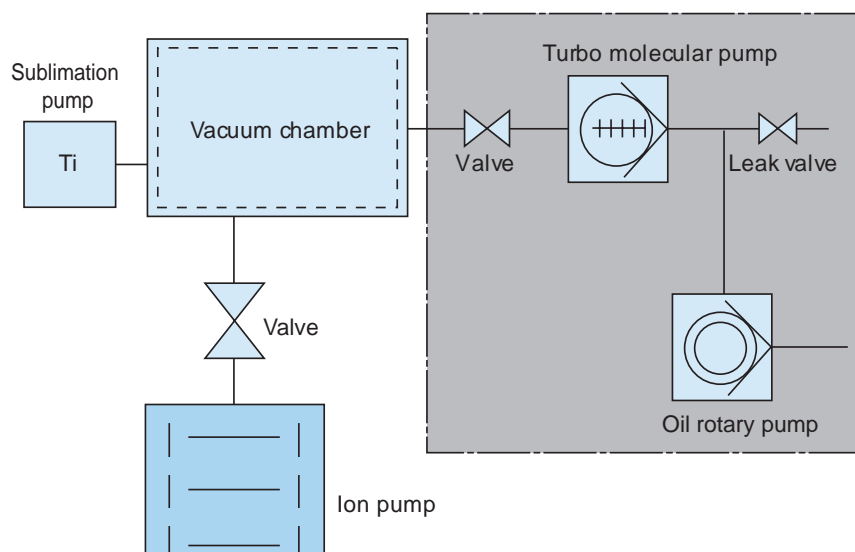 Sublimation
pump
Ti
Vacuum chamber
Turbo molecular pump
Valve
Leak valve
Valve
Oil rotary pump
Ion pump